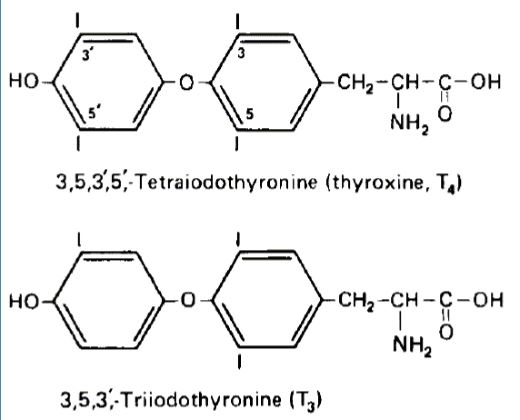 I I
3′ 3
HO O CH₂–CH–C–OH
5′ 5 NH₂ O
I I
3,5,3′,5′,-Tetraiodothyronine (thyroxine, T₄)
I I
HO O CH₂–CH–C–OH
NH₂ O
I
3,5,3′,-Triiodothyronine (T₃)